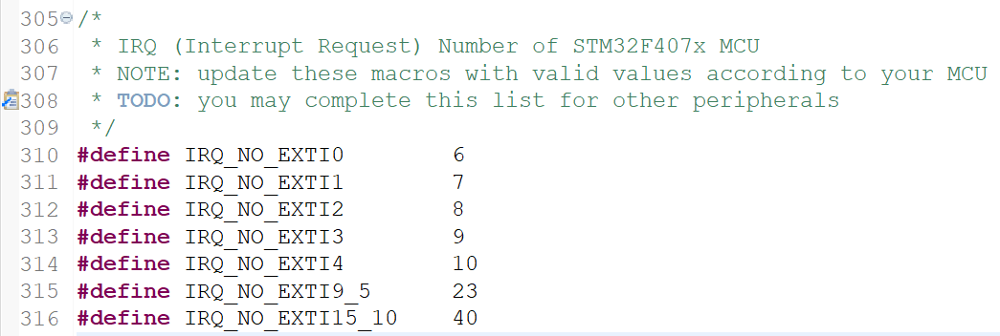 305 /*
306  * IRQ (Interrupt Request) Number of STM32F407x MCU
307  * NOTE: update these macros with valid values according to your MCU
308  * TODO: you may complete this list for other peripherals
309  */
310 #define IRQ_NO_EXTI0        6
311 #define IRQ_NO_EXTI1        7
312 #define IRQ_NO_EXTI2        8
313 #define IRQ_NO_EXTI3        9
314 #define IRQ_NO_EXTI4        10
315 #define IRQ_NO_EXTI9_5      23
316 #define IRQ_NO_EXTI15_10    40